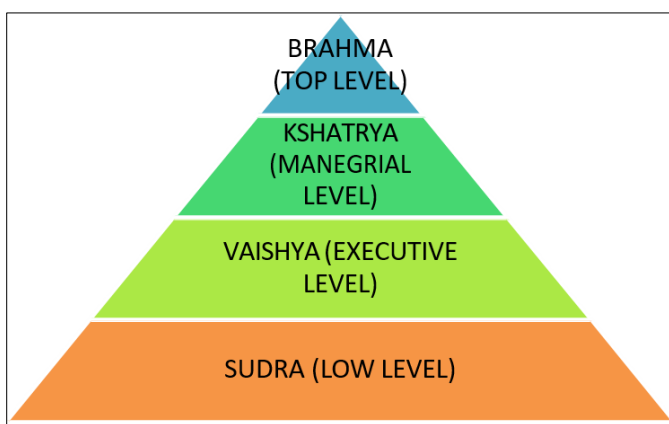 BRAHMA
(TOP LEVEL)
KSHATRYA
(MANEGRIAL
LEVEL)
VAISHYA (EXECUTIVE
LEVEL)
SUDRA (LOW LEVEL)